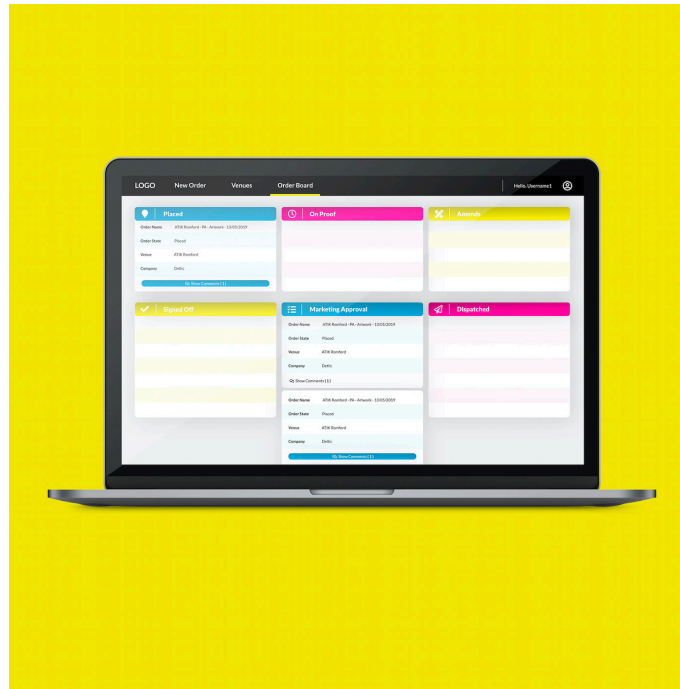 LOGO New Order Venues Order Board Hello, Username1
Placed
Order Name ATIK Romford - PA - Artwork - 13/05/2019
Order State Placed
Venue ATIK Romford
Company Deltic
Show Comments (1)
On Proof
Amends
Signed Off
Marketing Approval
Order Name ATIK Romford - PA - Artwork - 13/05/2019
Order State Placed
Venue ATIK Romford
Company Deltic
Show Comments (1)
Order Name ATIK Romford - PA - Artwork - 13/05/2019
Order State Placed
Venue ATIK Romford
Company Deltic
Show Comments (1)
Dispatched